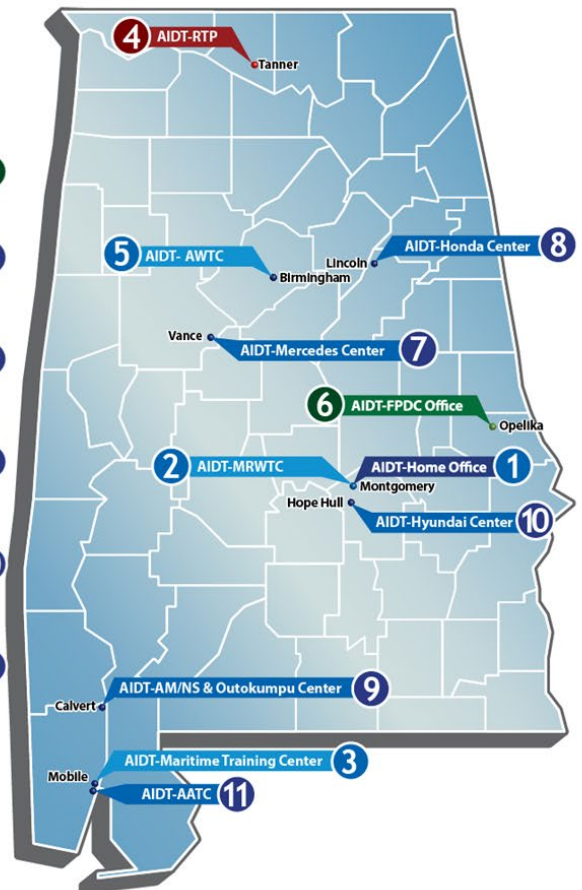 4 AIDT-RTP
Tanner
5 AIDT- AWTC
Birmingham
Lincoln
AIDT-Honda Center 8
Vance
AIDT-Mercedes Center 7
6 AIDT-FPDC Office
Opelika
2 AIDT-MRWTC
AIDT-Home Office 1
Montgomery
Hope Hull
AIDT-Hyundai Center 10
AIDT-AM/NS & Outokumpu Center 9
Calvert
AIDT-Maritime Training Center 3
Mobile
AIDT-AATC 11